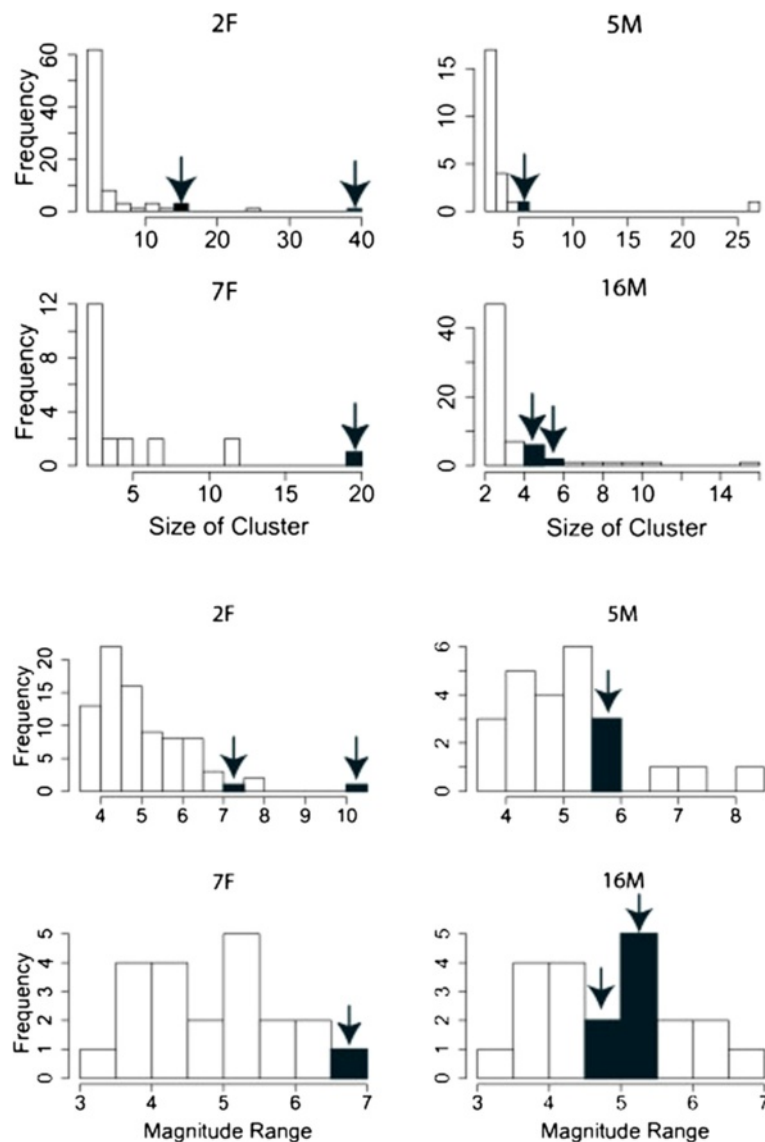 2F
5M
Frequency
0 20 40 60
10 20 30 40
0 5 10 15
5 10 15 20 25
7F
16M
Frequency
0 4 8 12
5 10 15 20
Size of Cluster
0 20 40
2 4 6 8 10 14
Size of Cluster
2F
5M
Frequency
0 5 10 15 20
4 5 6 7 8 9 10
0 2 4 6
4 5 6 7 8
7F
16M
Frequency
0 1 2 3 4 5
3 4 5 6 7
Magnitude Range
0 1 2 3 4 5
3 4 5 6 7
Magnitude Range